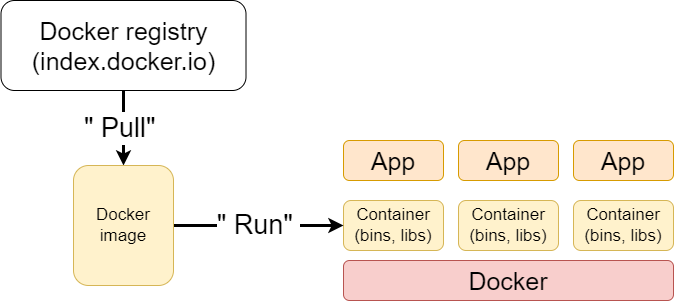 Docker registry
(index.docker.io)
" Pull"
Docker
image
" Run"
App
App
App
Container
(bins, libs)
Container
(bins, libs)
Container
(bins, libs)
Docker